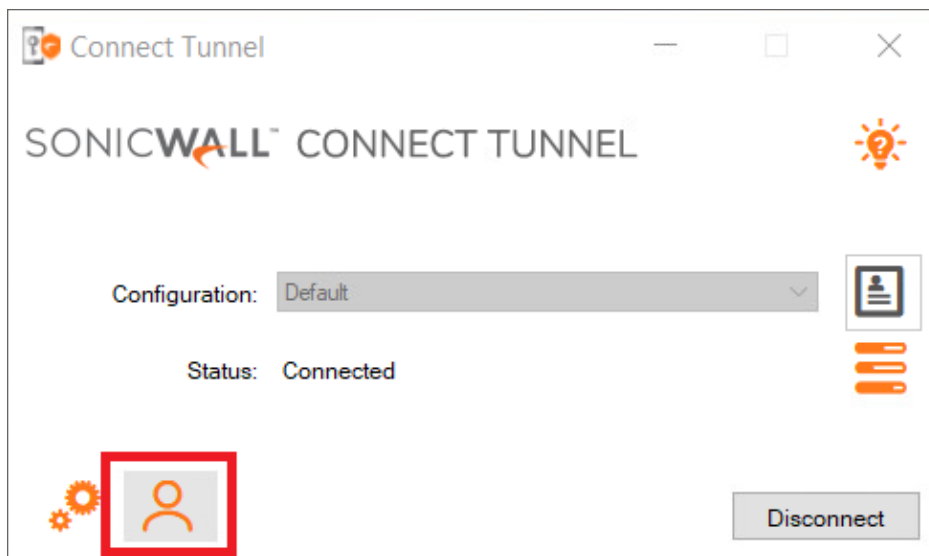 Connect Tunnel
SONICWALL™ CONNECT TUNNEL
Configuration: Default
Status: Connected
Disconnect